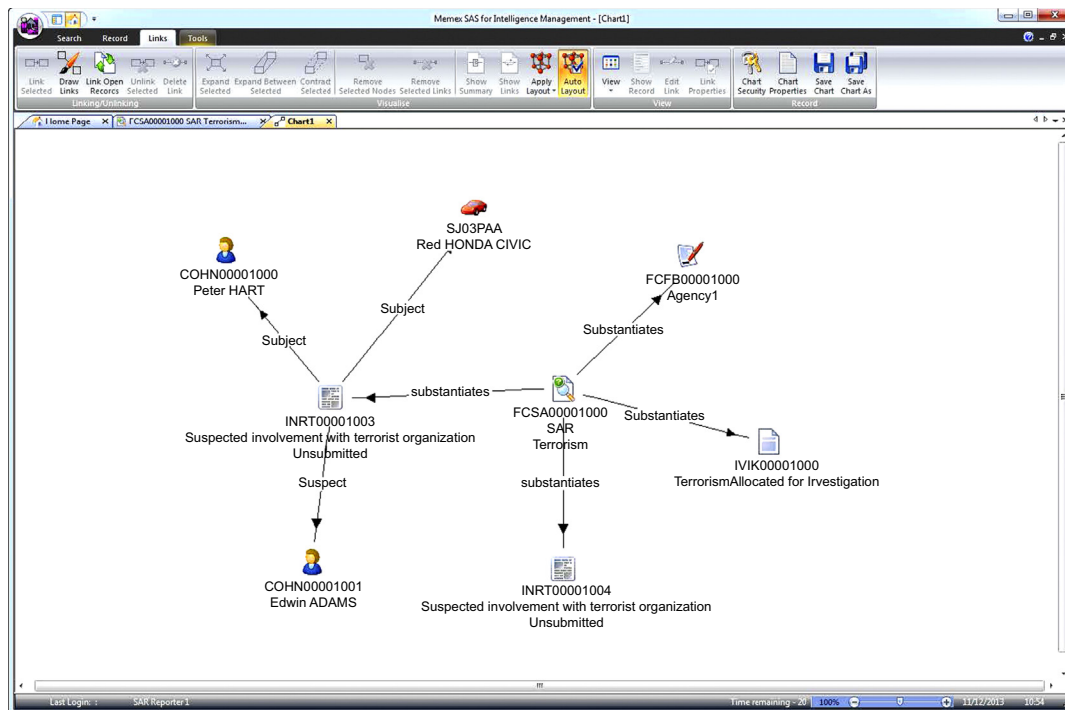 Memex SAS for Intelligence Management - [Chart1]
Search Record Links Tools
Link Selected
Draw Links
Link Open Recorcs
Unlink Selected
Delete Link
Linking/Unlinking
Expand Selected
Expand Between Selected
Contract Selected
Remove Selected Nodes
Remove Selected Links
Show Summary
Show Links
Apply Layout
Auto Layout
Visualise
View
Show Record
Edit Link
Link Properties
View
Chart Security
Chart Properties
Save Chart
Save Chart As
Record
Home Page X
FCSA00001000 SAR Terrorism... X
Chart1 X
SJ03PAA
Red HONDA CIVIC
COHN00001000
Peter HART
FCFB00001000
Agency1
Subject
Substantiates
Subject
substantiates
INRT00001003
Suspected involvement with terrorist organization
Unsubmitted
FCSA00001000
SAR
Terrorism
Substantiates
IVIK00001000
TerrorismAllocated for Irvestigation
Suspect
substantiates
COHN00001001
Edwin ADAMS
INRT00001004
Suspected involvement with terrorist organization
Unsubmitted
Last Login: : SAR Reporter1 Time remaining - 20 100% 11/12/2013 10:54